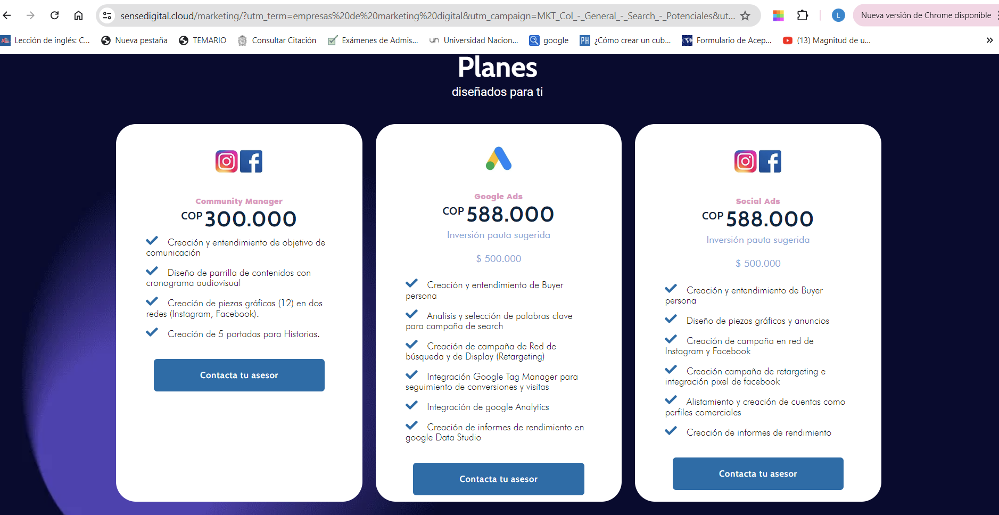 sensedigital.cloud/marketing/?utm_term=empresas%20de%20marketing%20digital&utm_campaign=MKT_Col_-_General_-_Search_-_Potenciales&ut...
L
Nueva versión de Chrome disponible
Lección de inglés: C...
Nueva pestaña
TEMARIO
Consultar Citación
Exámenes de Admis...
Universidad Nacion...
google
PH
¿Cómo crear un cub...
Formulario de Acep...
(13) Magnitud de u...
Planes
diseñados para ti
Community Manager
COP 300.000
Creación y entendimiento de objetivo de
comunicación
Diseño de parrilla de contenidos con
cronograma audiovisual
Creación de piezas gráficas (12) en dos
redes (Instagram, Facebook).
Creación de 5 portadas para Historias.
Contacta tu asesor
Google Ads
COP 588.000
Inversión pauta sugerida
$ 500.000
Creación y entendimiento de Buyer
persona
Analisis y selección de palabras clave
para campaña de search
Creación de campaña de Red de
búsqueda y de Display (Retargeting)
Integración Google Tag Manager para
seguimiento de conversiones y visitas
Integración de google Analytics
Creación de informes de rendimiento en
google Data Studio
Contacta tu asesor
Social Ads
COP 588.000
Inversión pauta sugerida
$ 500.000
Creación y entendimiento de Buyer
persona
Diseño de piezas gráficas y anuncios
Creación de campaña en red de
Instagram y Facebook
Creación campaña de retargeting e
integración pixel de facebook
Alistamiento y creación de cuentas como
perfiles comerciales
Creación de informes de rendimiento
Contacta tu asesor